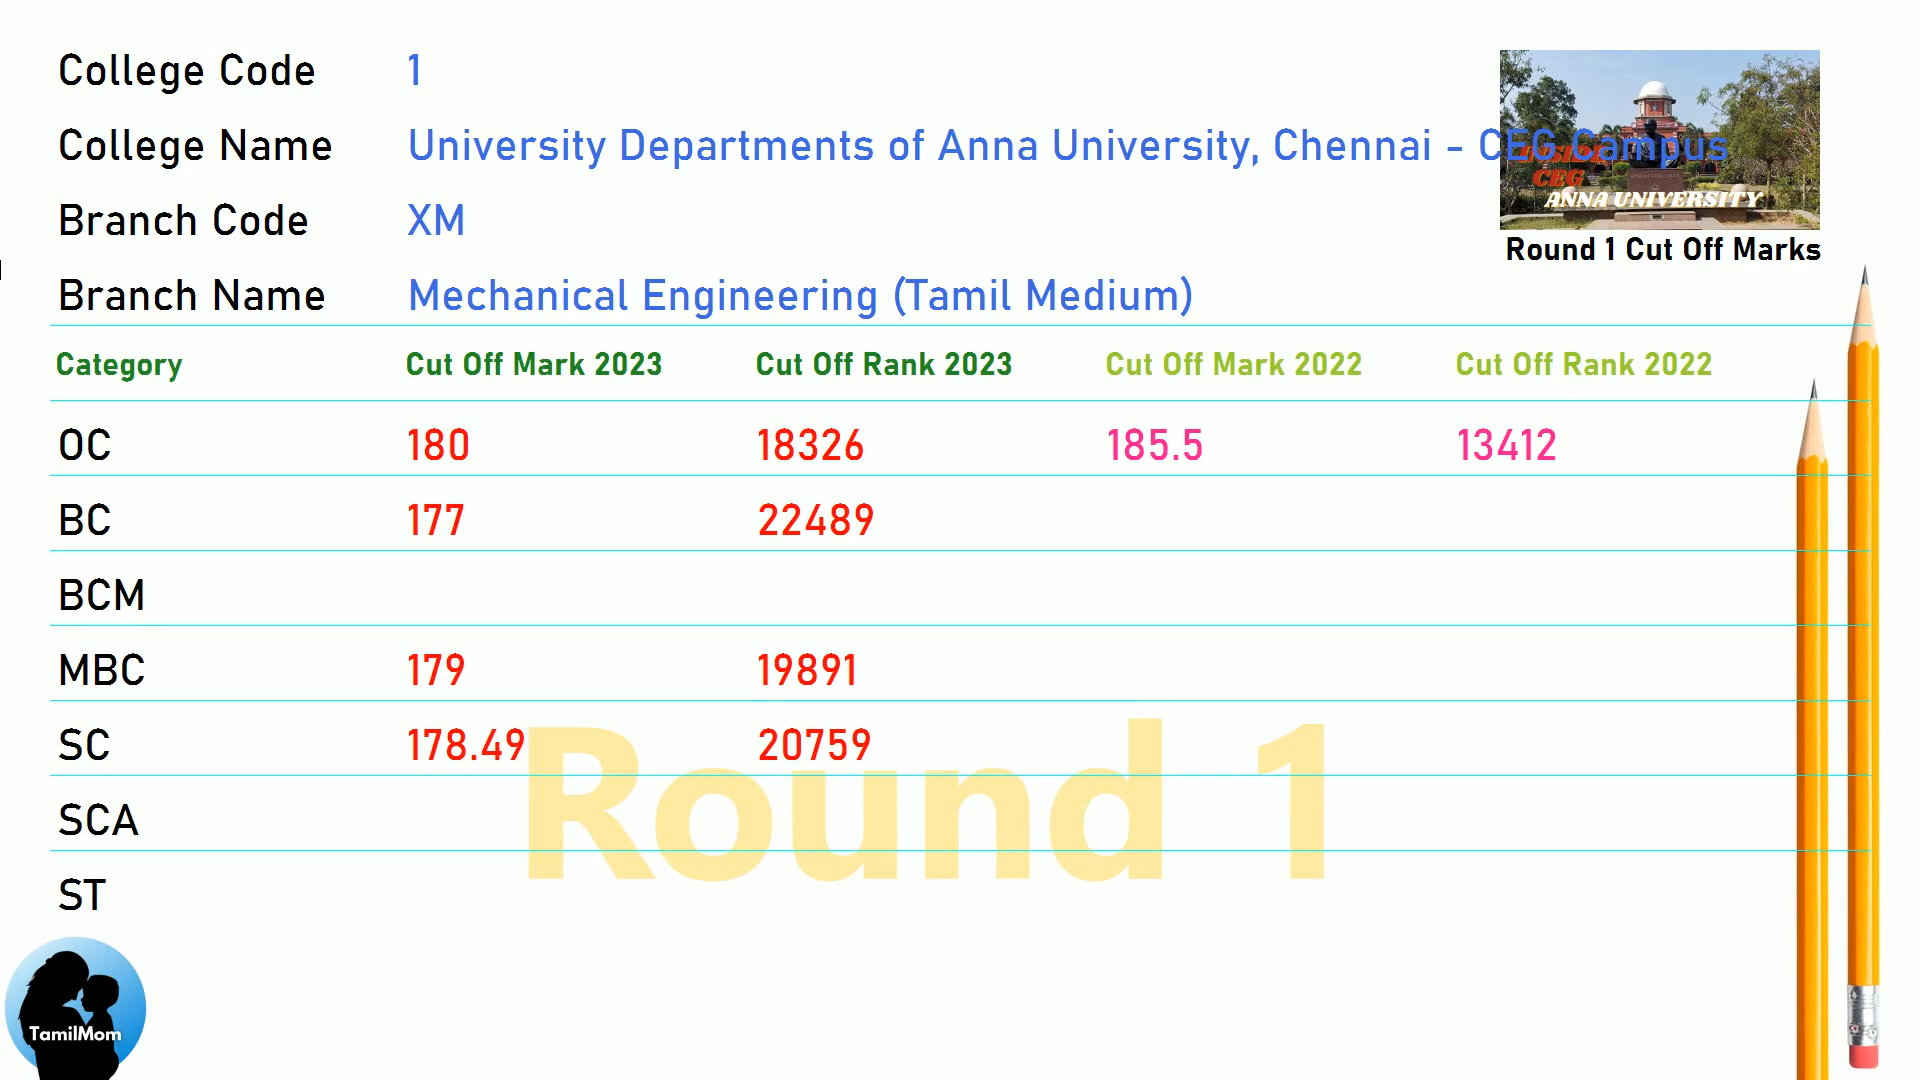 College Code 1
College Name University Departments of Anna University, Chennai - CEG Campus
CEG
ANNA UNIVERSITY
Branch Code XM
Round 1 Cut Off Marks
Branch Name Mechanical Engineering (Tamil Medium)
Category Cut Off Mark 2023 Cut Off Rank 2023 Cut Off Mark 2022 Cut Off Rank 2022
OC 180 18326 185.5 13412
BC 177 22489
BCM
MBC 179 19891
SC 178.49 20759
Round 1
SCA
ST
TamilMom